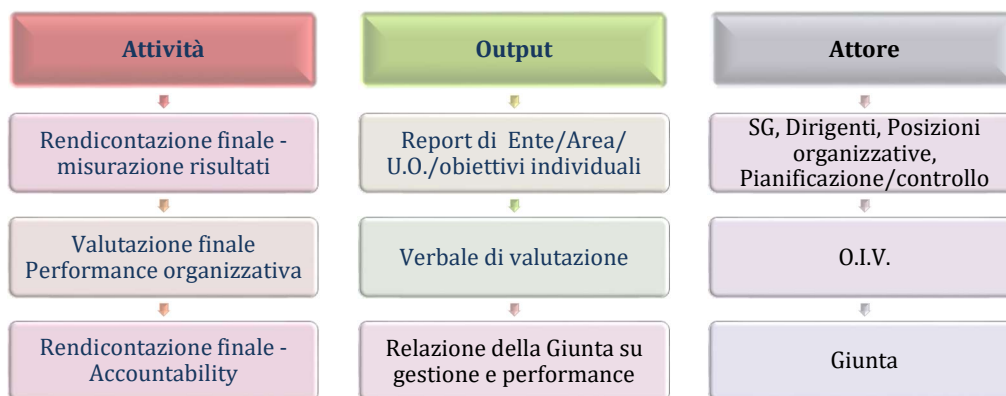 Attività
Output
Attore
Rendicontazione finale -
misurazione risultati
Report di Ente/Area/
U.O./obiettivi individuali
SG, Dirigenti, Posizioni
organizzative,
Pianificazione/controllo
Valutazione finale
Performance organizzativa
Verbale di valutazione
O.I.V.
Rendicontazione finale -
Accountability
Relazione della Giunta su
gestione e performance
Giunta